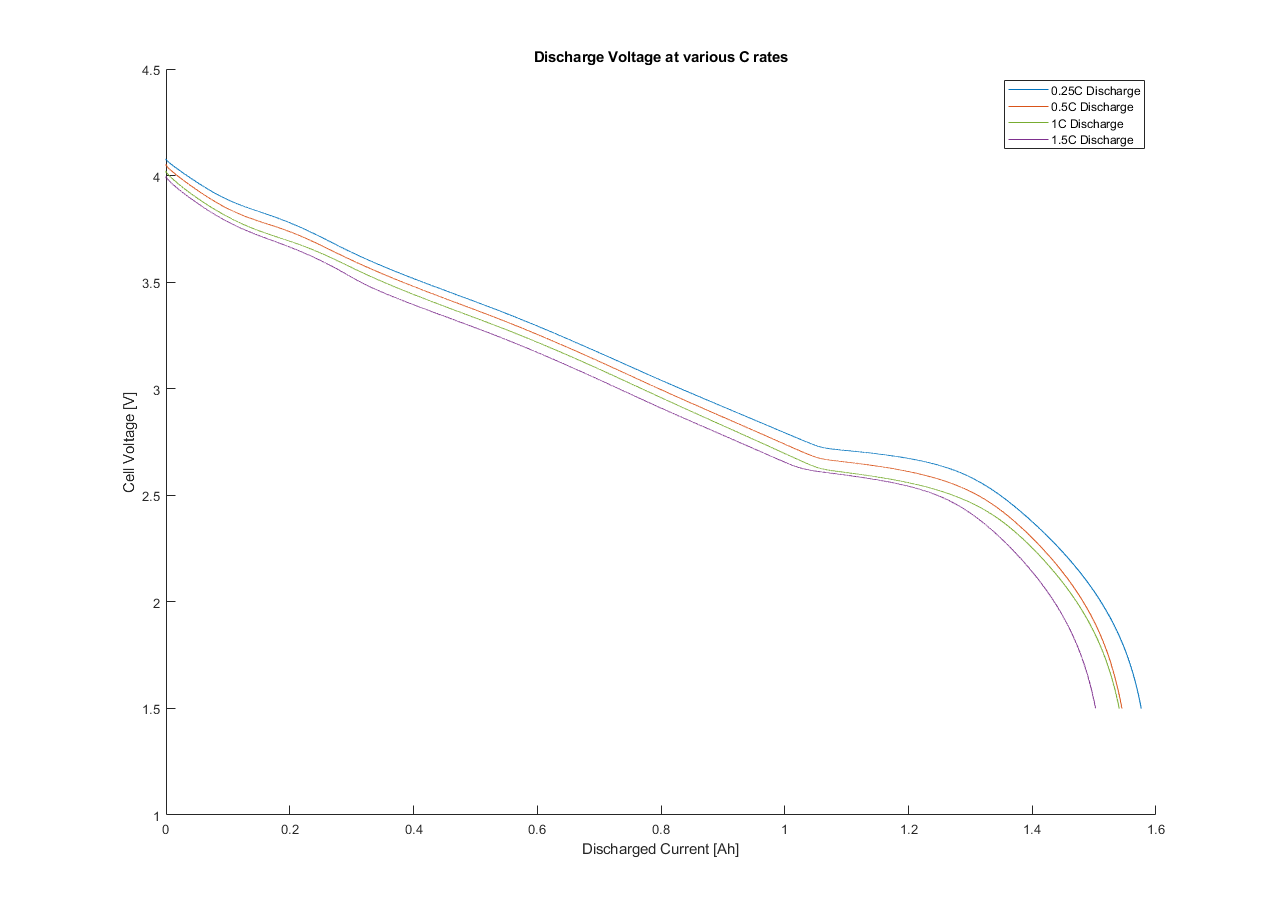 Discharge Voltage at various C rates
4.5
0.25C Discharge
0.5C Discharge
1C Discharge
1.5C Discharge
4
3.5
3
Cell Voltage [V]
2.5
2
1.5
1
0 0.2 0.4 0.6 0.8 1 1.2 1.4 1.6
Discharged Current [Ah]